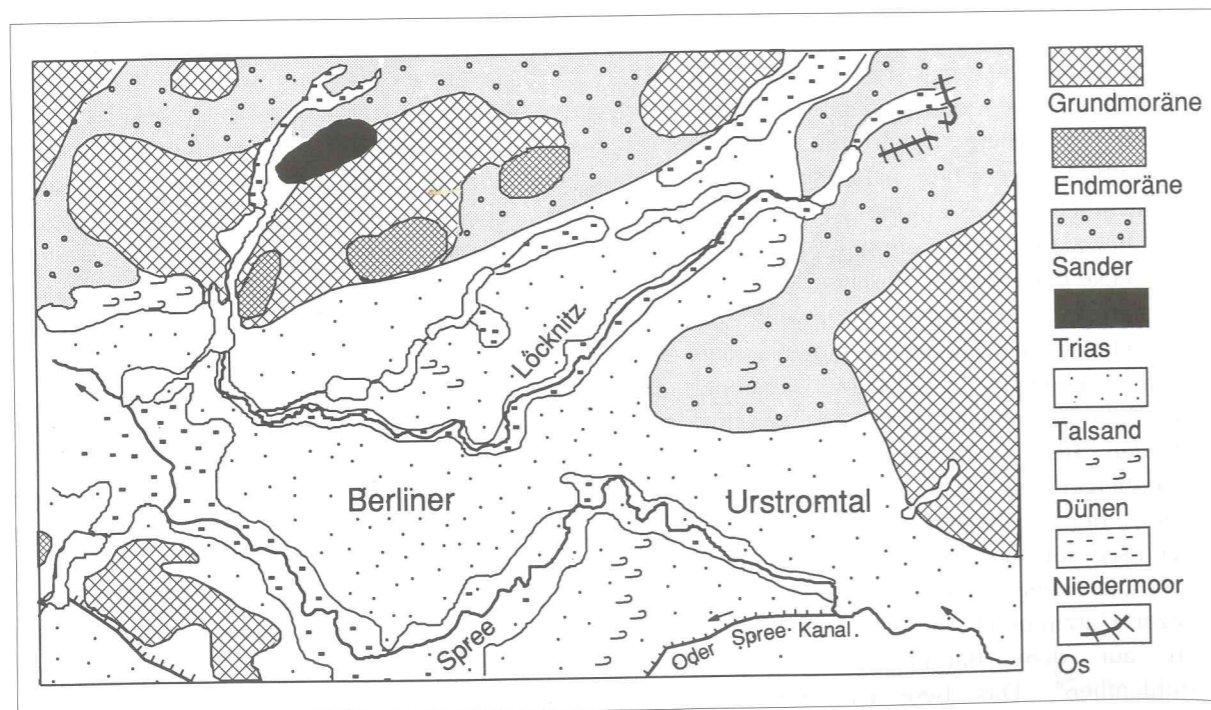 Grundmoräne
Endmoräne
Sander
Trias
Talsand
Dünen
Niedermoor
Os
Löcknitz
Berliner Urstromtal
Spree
Oder Spree-Kanal